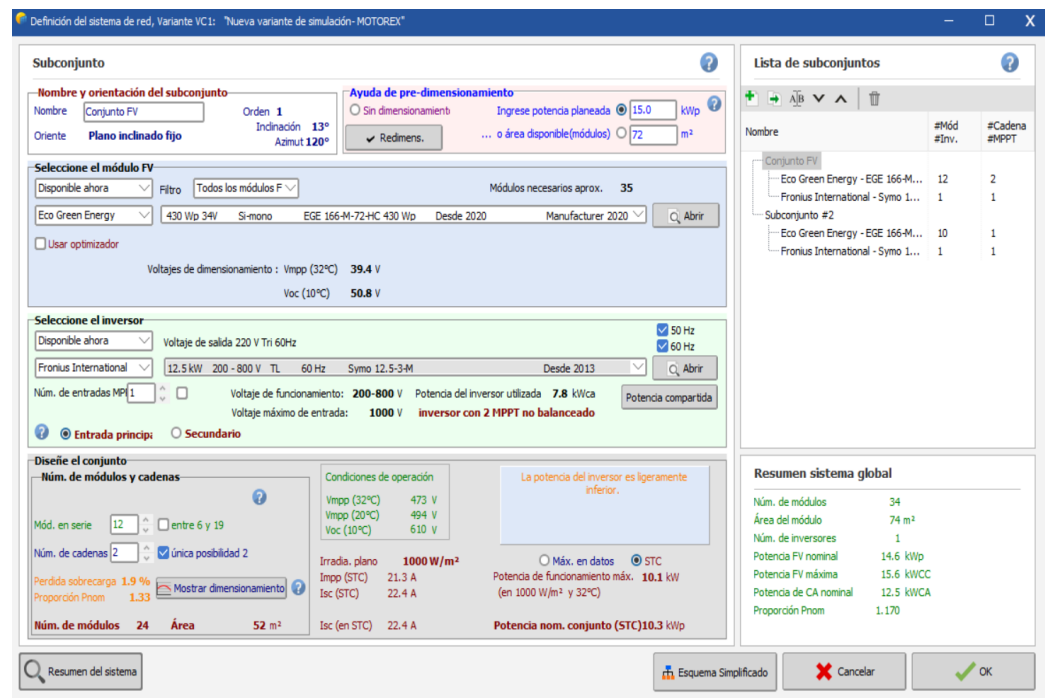 Definición del sistema de red, Variante VC1: "Nueva variante de simulación- MOTOREX"
Subconjunto
Nombre y orientación del subconjunto
Nombre Conjunto FV Orden 1
Inclinación 13°
Oriente Plano inclinado fijo Azimut 120°
Ayuda de pre-dimensionamiento
Sin dimensionamient Ingrese potencia planeada 15.0 kWp
Redimens. ... o área disponible(módulos) 72 m²
Seleccione el módulo FV
Disponible ahora Filtro Todos los módulos F Módulos necesarios aprox. 35
Eco Green Energy 430 Wp 34V Si-mono EGE 166-M-72-HC 430 Wp Desde 2020 Manufacturer 2020 Abrir
Usar optimizador
Voltajes de dimensionamiento : Vmpp (32ºC) 39.4 V
Voc (10ºC) 50.8 V
Seleccione el inversor
Disponible ahora Voltaje de salida 220 V Tri 60Hz 50 Hz
60 Hz
Fronius International 12.5 kW 200 - 800 V TL 60 Hz Symo 12.5-3-M Desde 2013 Abrir
Núm. de entradas MP 1 Voltaje de funcionamiento: 200-800 V Potencia del inversor utilizada 7.8 kWca Potencia compartida
Voltaje máximo de entrada: 1000 V inversor con 2 MPPT no balanceado
Entrada principa Secundario
Diseñe el conjunto
Núm. de módulos y cadenas
Mód. en serie 12 entre 6 y 19
Núm. de cadenas 2 única posibilidad 2
Perdida sobrecarga 1.9 % Mostrar dimensionamiento
Proporción Pnom 1.33
Núm. de módulos 24 Área 52 m²
Condiciones de operación
Vmpp (32ºC) 473 V
Vmpp (20ºC) 494 V
Voc (10ºC) 610 V
Irradia. plano 1000 W/m²
Impp (STC) 21.3 A
Isc (STC) 22.4 A
Isc (en STC) 22.4 A
La potencia del inversor es ligeramente
inferior.
Máx. en datos STC
Potencia de funcionamiento máx. 10.1 kW
(en 1000 W/m² y 32ºC)
Potencia nom. conjunto (STC)10.3 kWp
Lista de subconjuntos
Nombre #Mód #Cadena
#Inv. #MPPT
Conjunto FV
Eco Green Energy - EGE 166-M... 12 2
Fronius International - Symo 1... 1 1
Subconjunto #2
Eco Green Energy - EGE 166-M... 10 1
Fronius International - Symo 1... 1 1
Resumen sistema global
Núm. de módulos 34
Área del módulo 74 m²
Núm. de inversores 1
Potencia FV nominal 14.6 kWp
Potencia FV máxima 15.6 kWCC
Potencia de CA nominal 12.5 kWCA
Proporción Pnom 1.170
Resumen del sistema Esquema Simplificado Cancelar OK